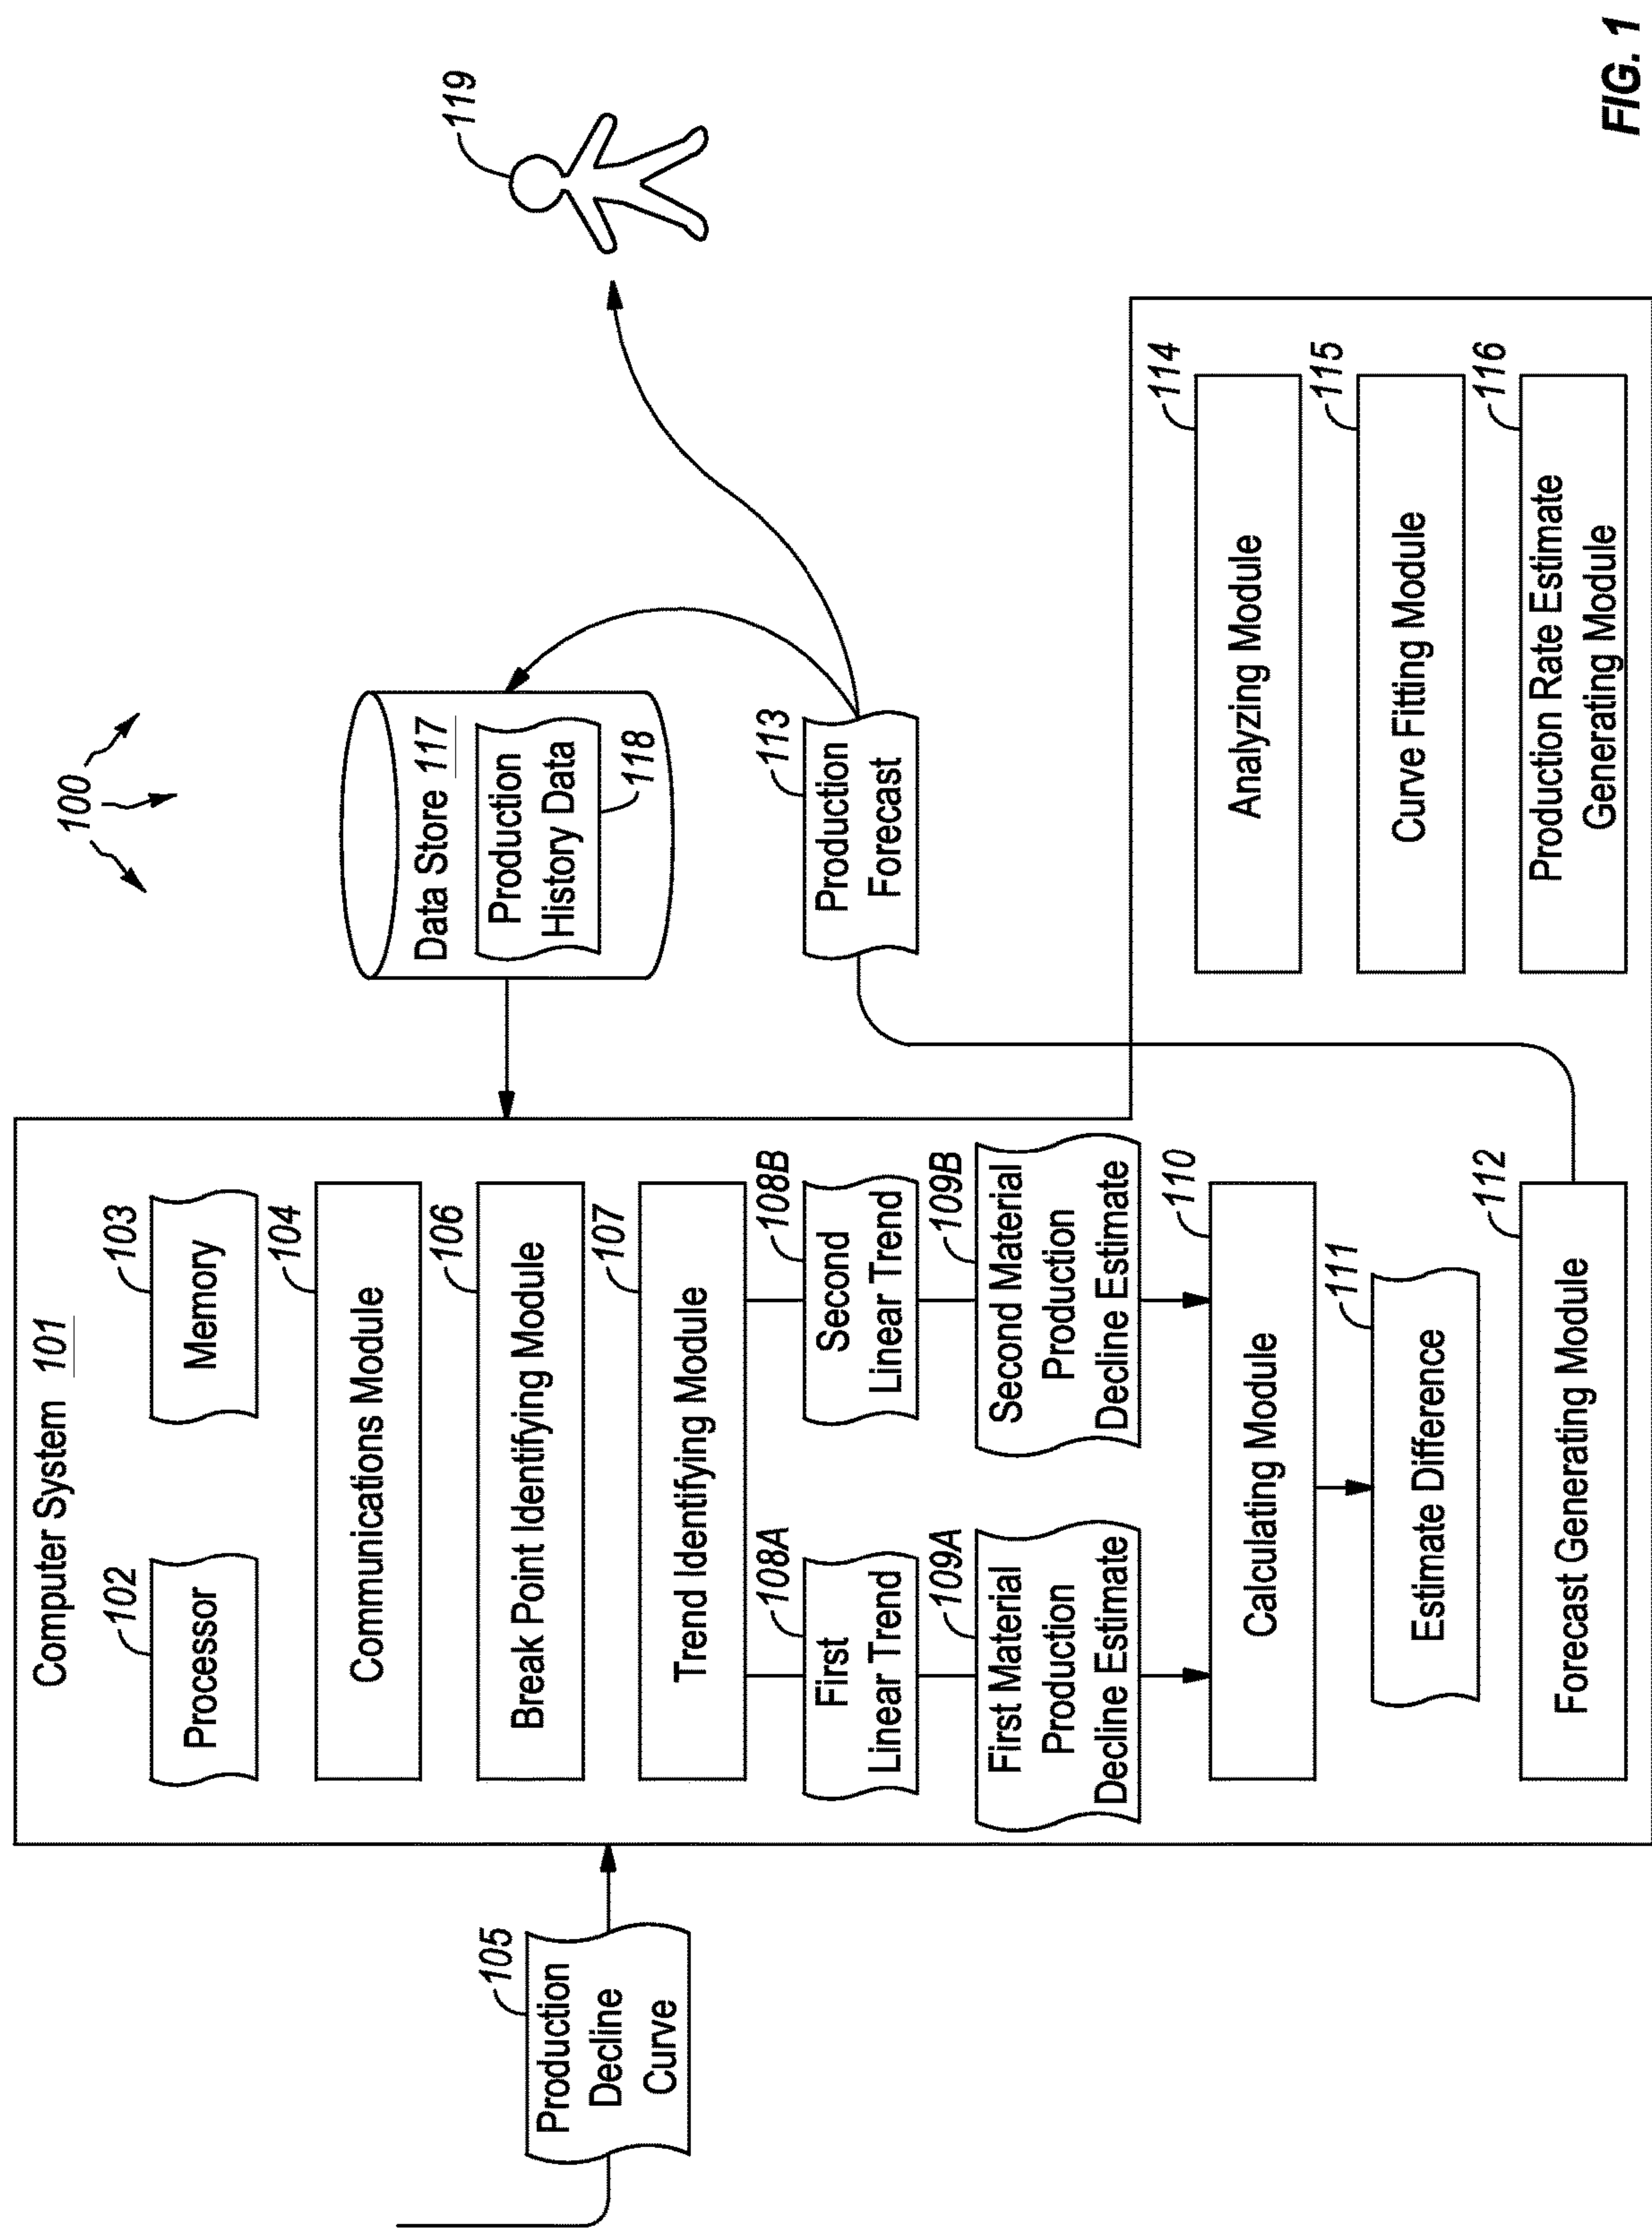 100
Computer System 101
102
Processor
103
Memory
104
Communications Module
106
Break Point Identifying Module
107
Trend Identifying Module
108A
First
Linear Trend
108B
Second
Linear Trend
109A
First Material
Production
Decline Estimate
109B
Second Material
Production
Decline Estimate
110
Calculating Module
111
Estimate Difference
112
Forecast Generating Module
105
Production
Decline
Curve
Data Store 117
Production
History Data
118
113
Production
Forecast
119
114
Analyzing Module
115
Curve Fitting Module
116
Production Rate Estimate
Generating Module
FIG. 1